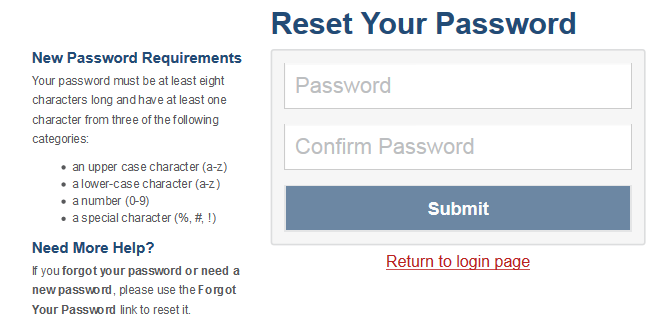 Reset Your Password
New Password Requirements
Your password must be at least eight
characters long and have at least one
character from three of the following
categories:
an upper case character (a-z)
a lower-case character (a-z)
a number (0-9)
a special character (%, #, !)
Need More Help?
If you forgot your password or need a
new password, please use the Forgot
Your Password link to reset it.
Password
Confirm Password
Submit
Return to login page